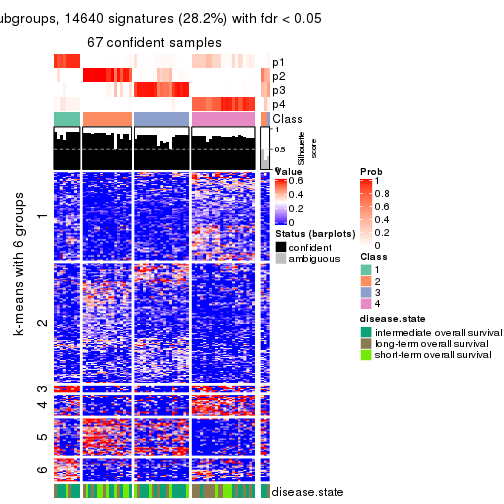 subgroups, 14640 signatures (28.2%) with fdr < 0.05
67 confident samples
p1
p2
p3
p4
Class
1
0.5
0
Silhouette
score
k-means with 6 groups
1
2
3
4
5
6
disease.state
Value
0.6
0.4
0.2
0
Status (barplots)
confident
ambiguous
Prob
1
0.8
0.6
0.4
0.2
0
Class
1
2
3
4
disease.state
intermediate overall survival
long-term overall survival
short-term overall survival